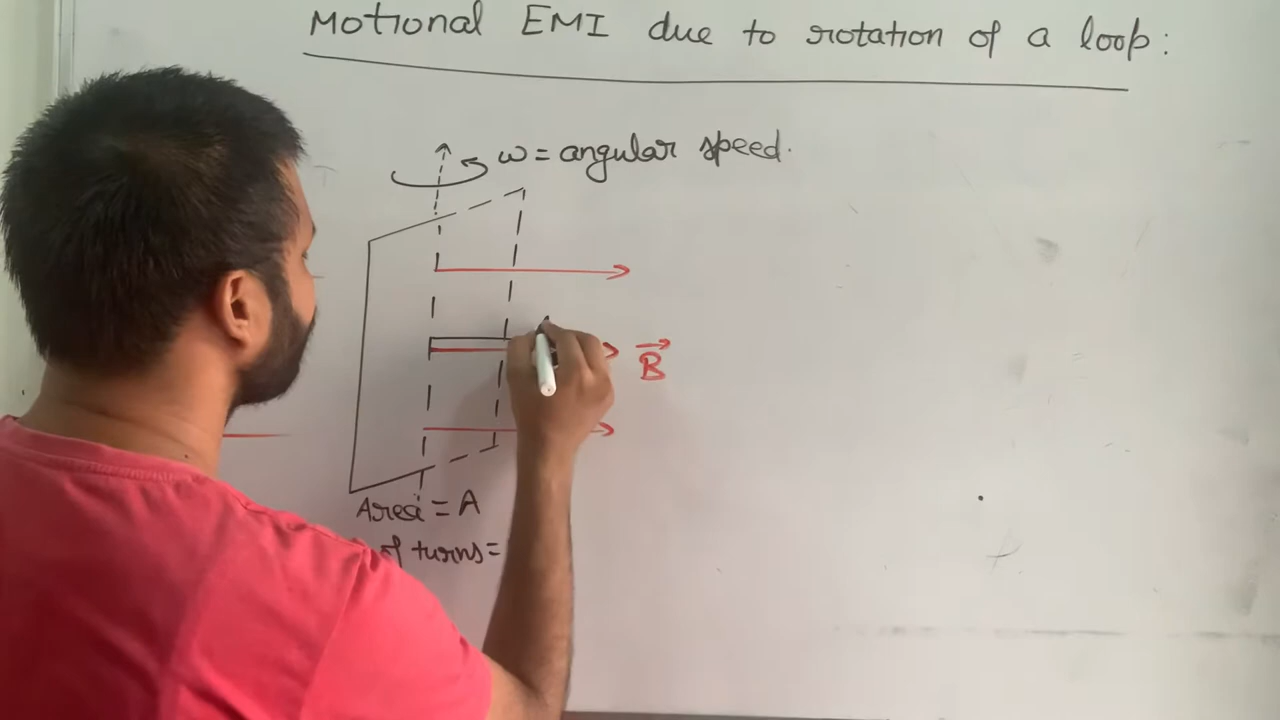 Motional EMI due to rotation of a loop:
ω = angular speed.
B
Area = A
of turns =